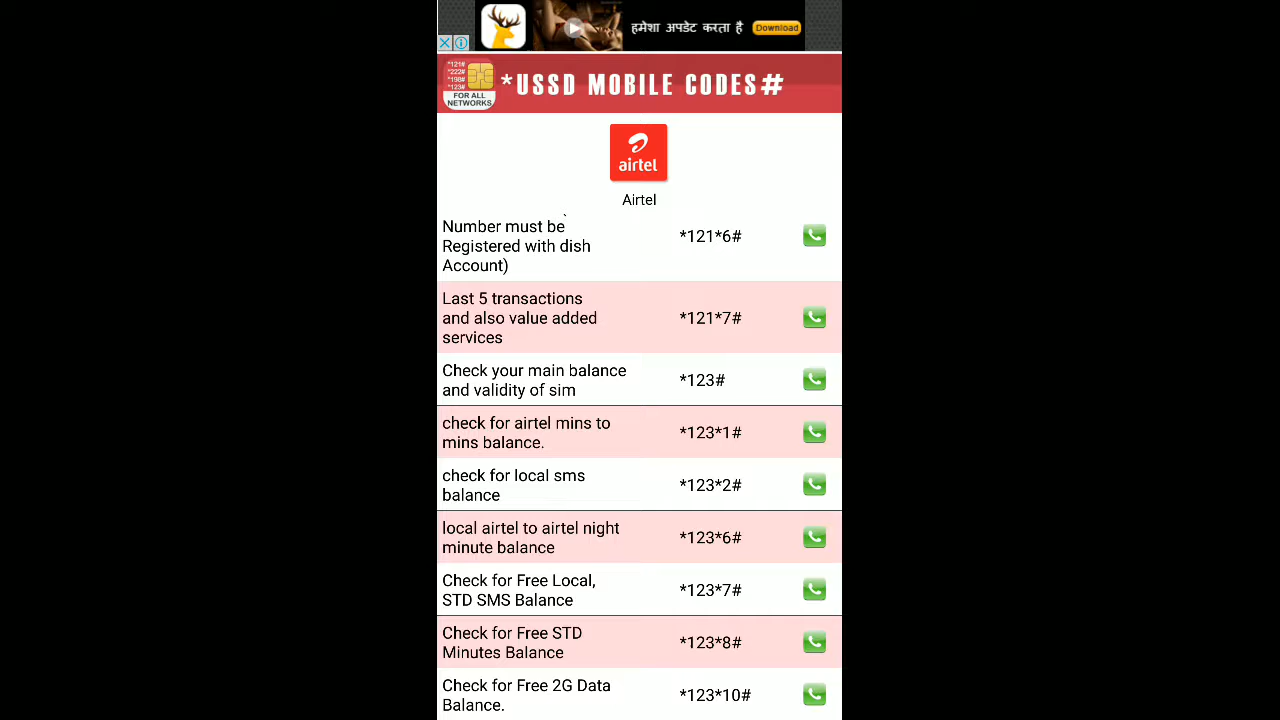 हमेशा अपडेट करता है
Download
*121#
*222#
*198#
*123#
FOR ALL
NETWORKS
*USSD MOBILE CODES#
airtel
Airtel
Number must be
Registered with dish
Account)
*121*6#
Last 5 transactions
and also value added
services
*121*7#
Check your main balance
and validity of sim
*123#
check for airtel mins to
mins balance.
*123*1#
check for local sms
balance
*123*2#
local airtel to airtel night
minute balance
*123*6#
Check for Free Local,
STD SMS Balance
*123*7#
Check for Free STD
Minutes Balance
*123*8#
Check for Free 2G Data
Balance.
*123*10#